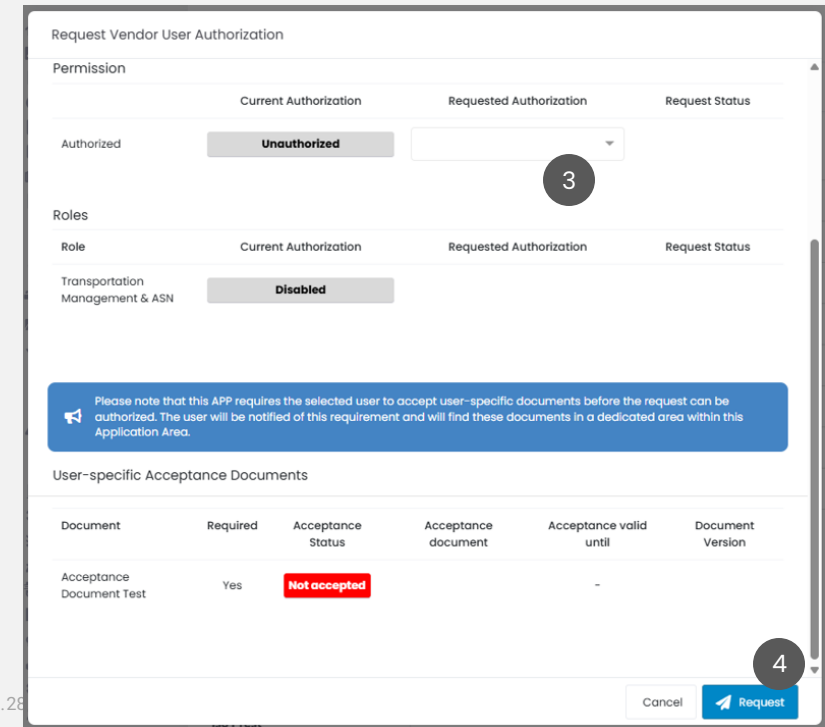 Request Vendor User Authorization
Permission
Current Authorization Requested Authorization Request Status
Authorized Unauthorized
3
Roles
Role Current Authorization Requested Authorization Request Status
Transportation
Management & ASN
Disabled
Please note that this APP requires the selected user to accept user-specific documents before the request can be
authorized. The user will be notified of this requirement and will find these documents in a dedicated area within this
Application Area.
User-specific Acceptance Documents
Document Required Acceptance Status Acceptance document Acceptance valid until Document Version
Acceptance
Document Test
Yes Not accepted -
4
.28
Cancel Request